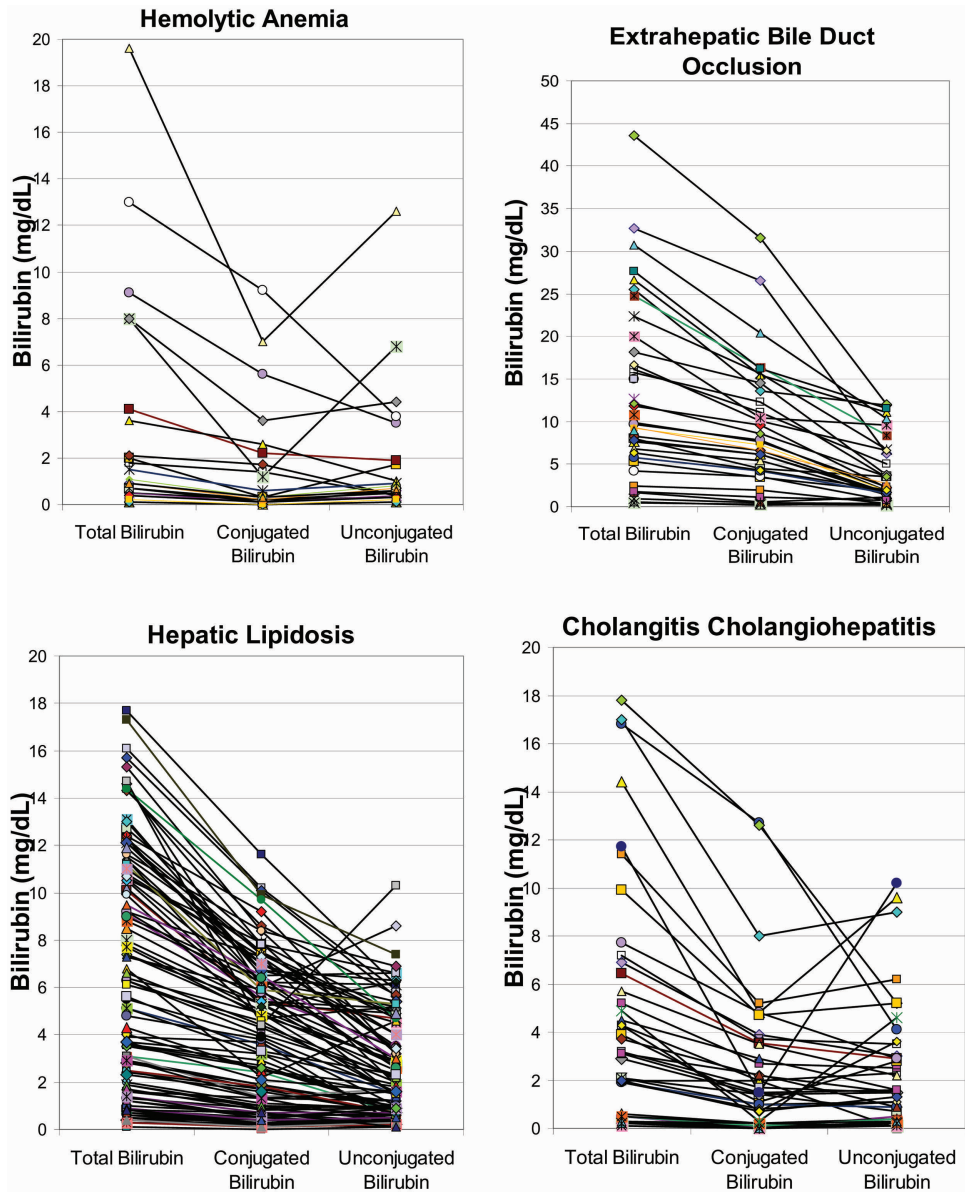 Hemolytic Anemia
Bilirubin (mg/dL)
20
18
16
14
12
10
8
6
4
2
0
Total Bilirubin
Conjugated
Bilirubin
Unconjugated
Bilirubin
Extrahepatic Bile Duct
Occlusion
Bilirubin (mg/dL)
50
45
40
35
30
25
20
15
10
5
0
Total Bilirubin
Conjugated
Bilirubin
Unconjugated
Bilirubin
Hepatic Lipidosis
Bilirubin (mg/dL)
20
18
16
14
12
10
8
6
4
2
0
Total Bilirubin
Conjugated
Bilirubin
Unconjugated
Bilirubin
Cholangitis Cholangiohepatitis
Bilirubin (mg/dL)
20
18
16
14
12
10
8
6
4
2
0
Total Bilirubin
Conjugated
Bilirubin
Unconjugated
Bilirubin